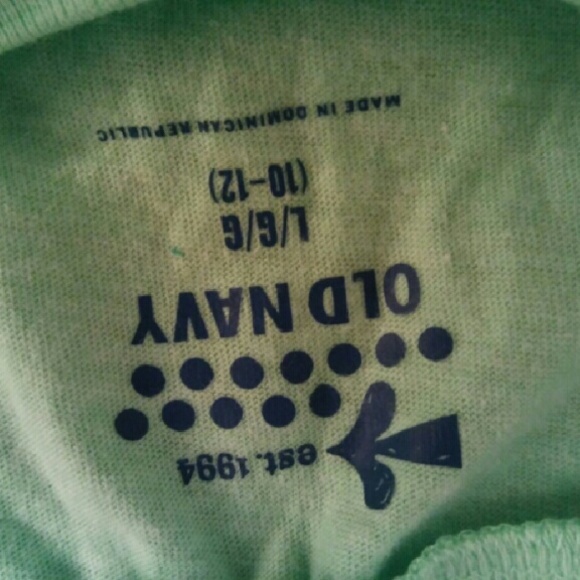 est. 1994
OLD NAVY
L/G/G
(10-12)
MADE IN DOMINICAN REPUBLIC